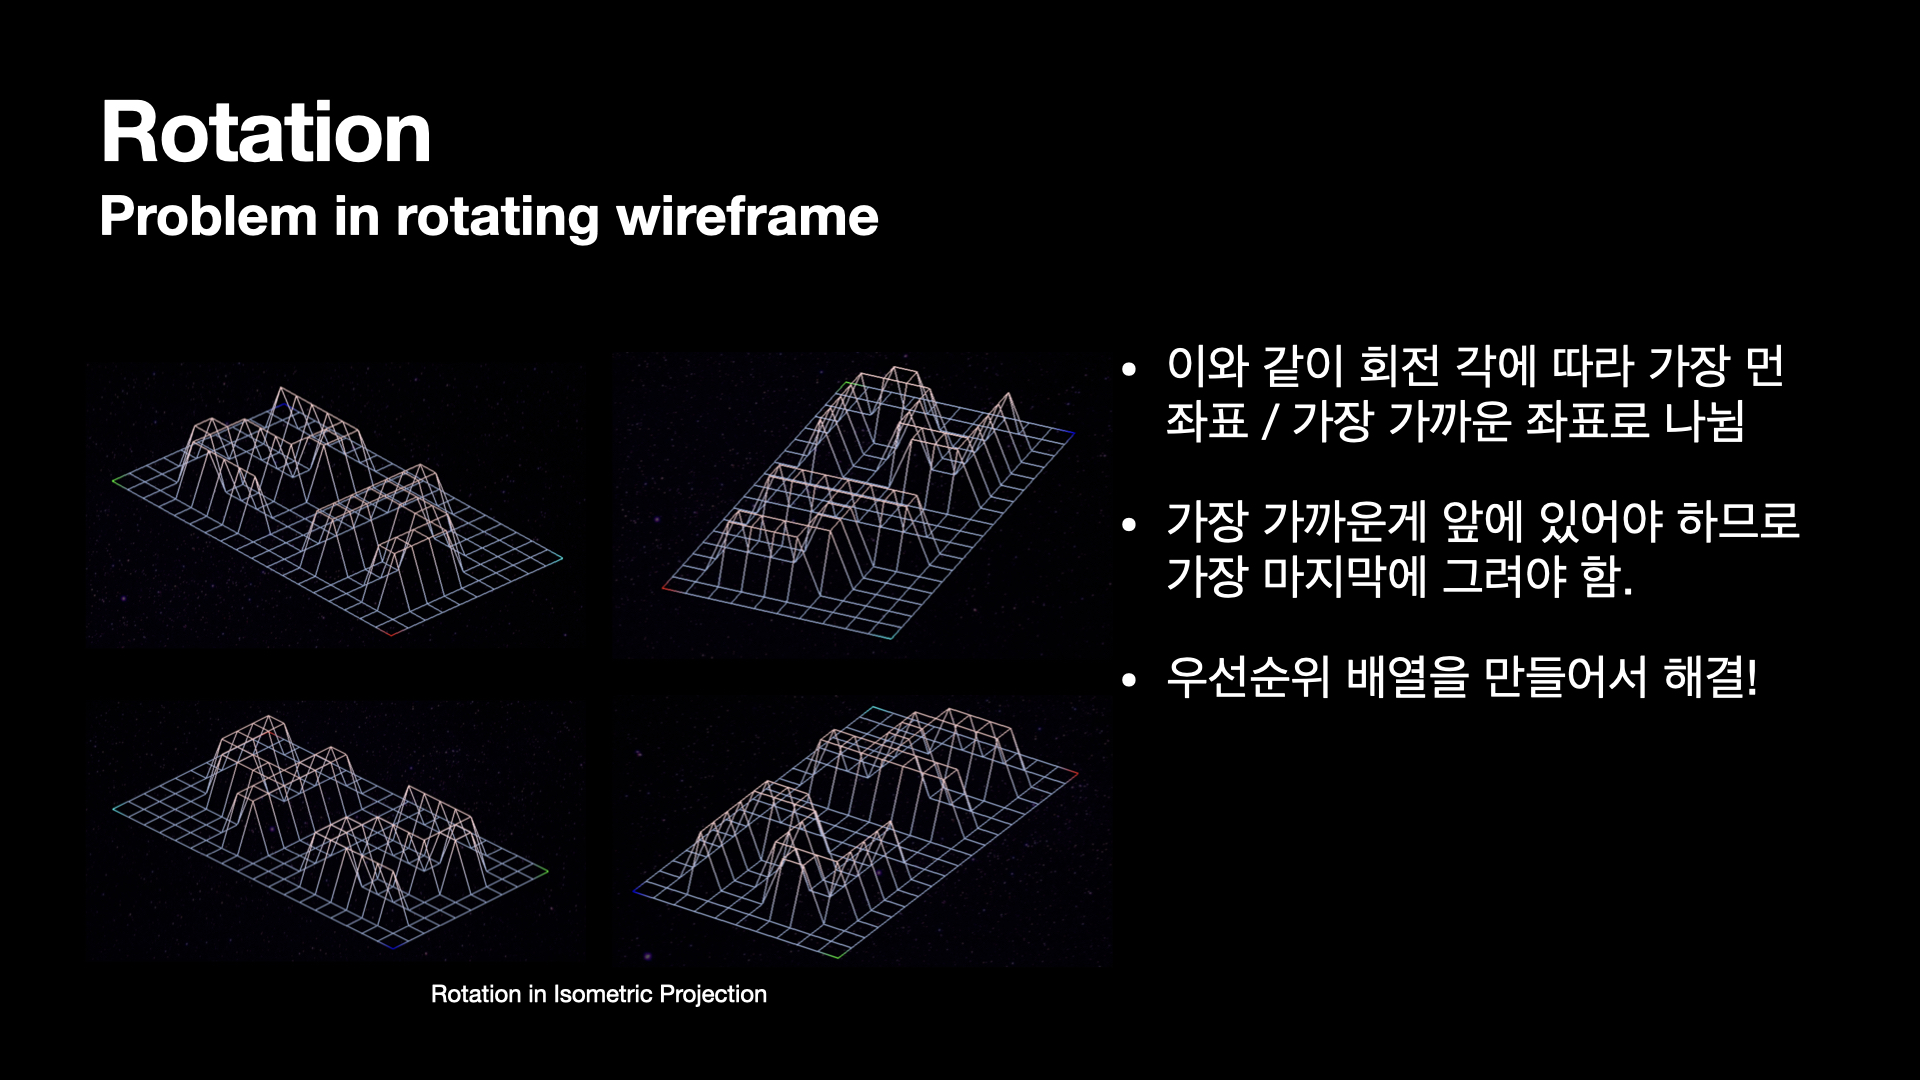 Rotation
Problem in rotating wireframe
• 이와 같이 회전 각에 따라 가장 먼
좌표 / 가장 가까운 좌표로 나뉨
• 가장 가까운게 앞에 있어야 하므로
가장 마지막에 그려야 함.
• 우선순위 배열을 만들어서 해결!
Rotation in Isometric Projection